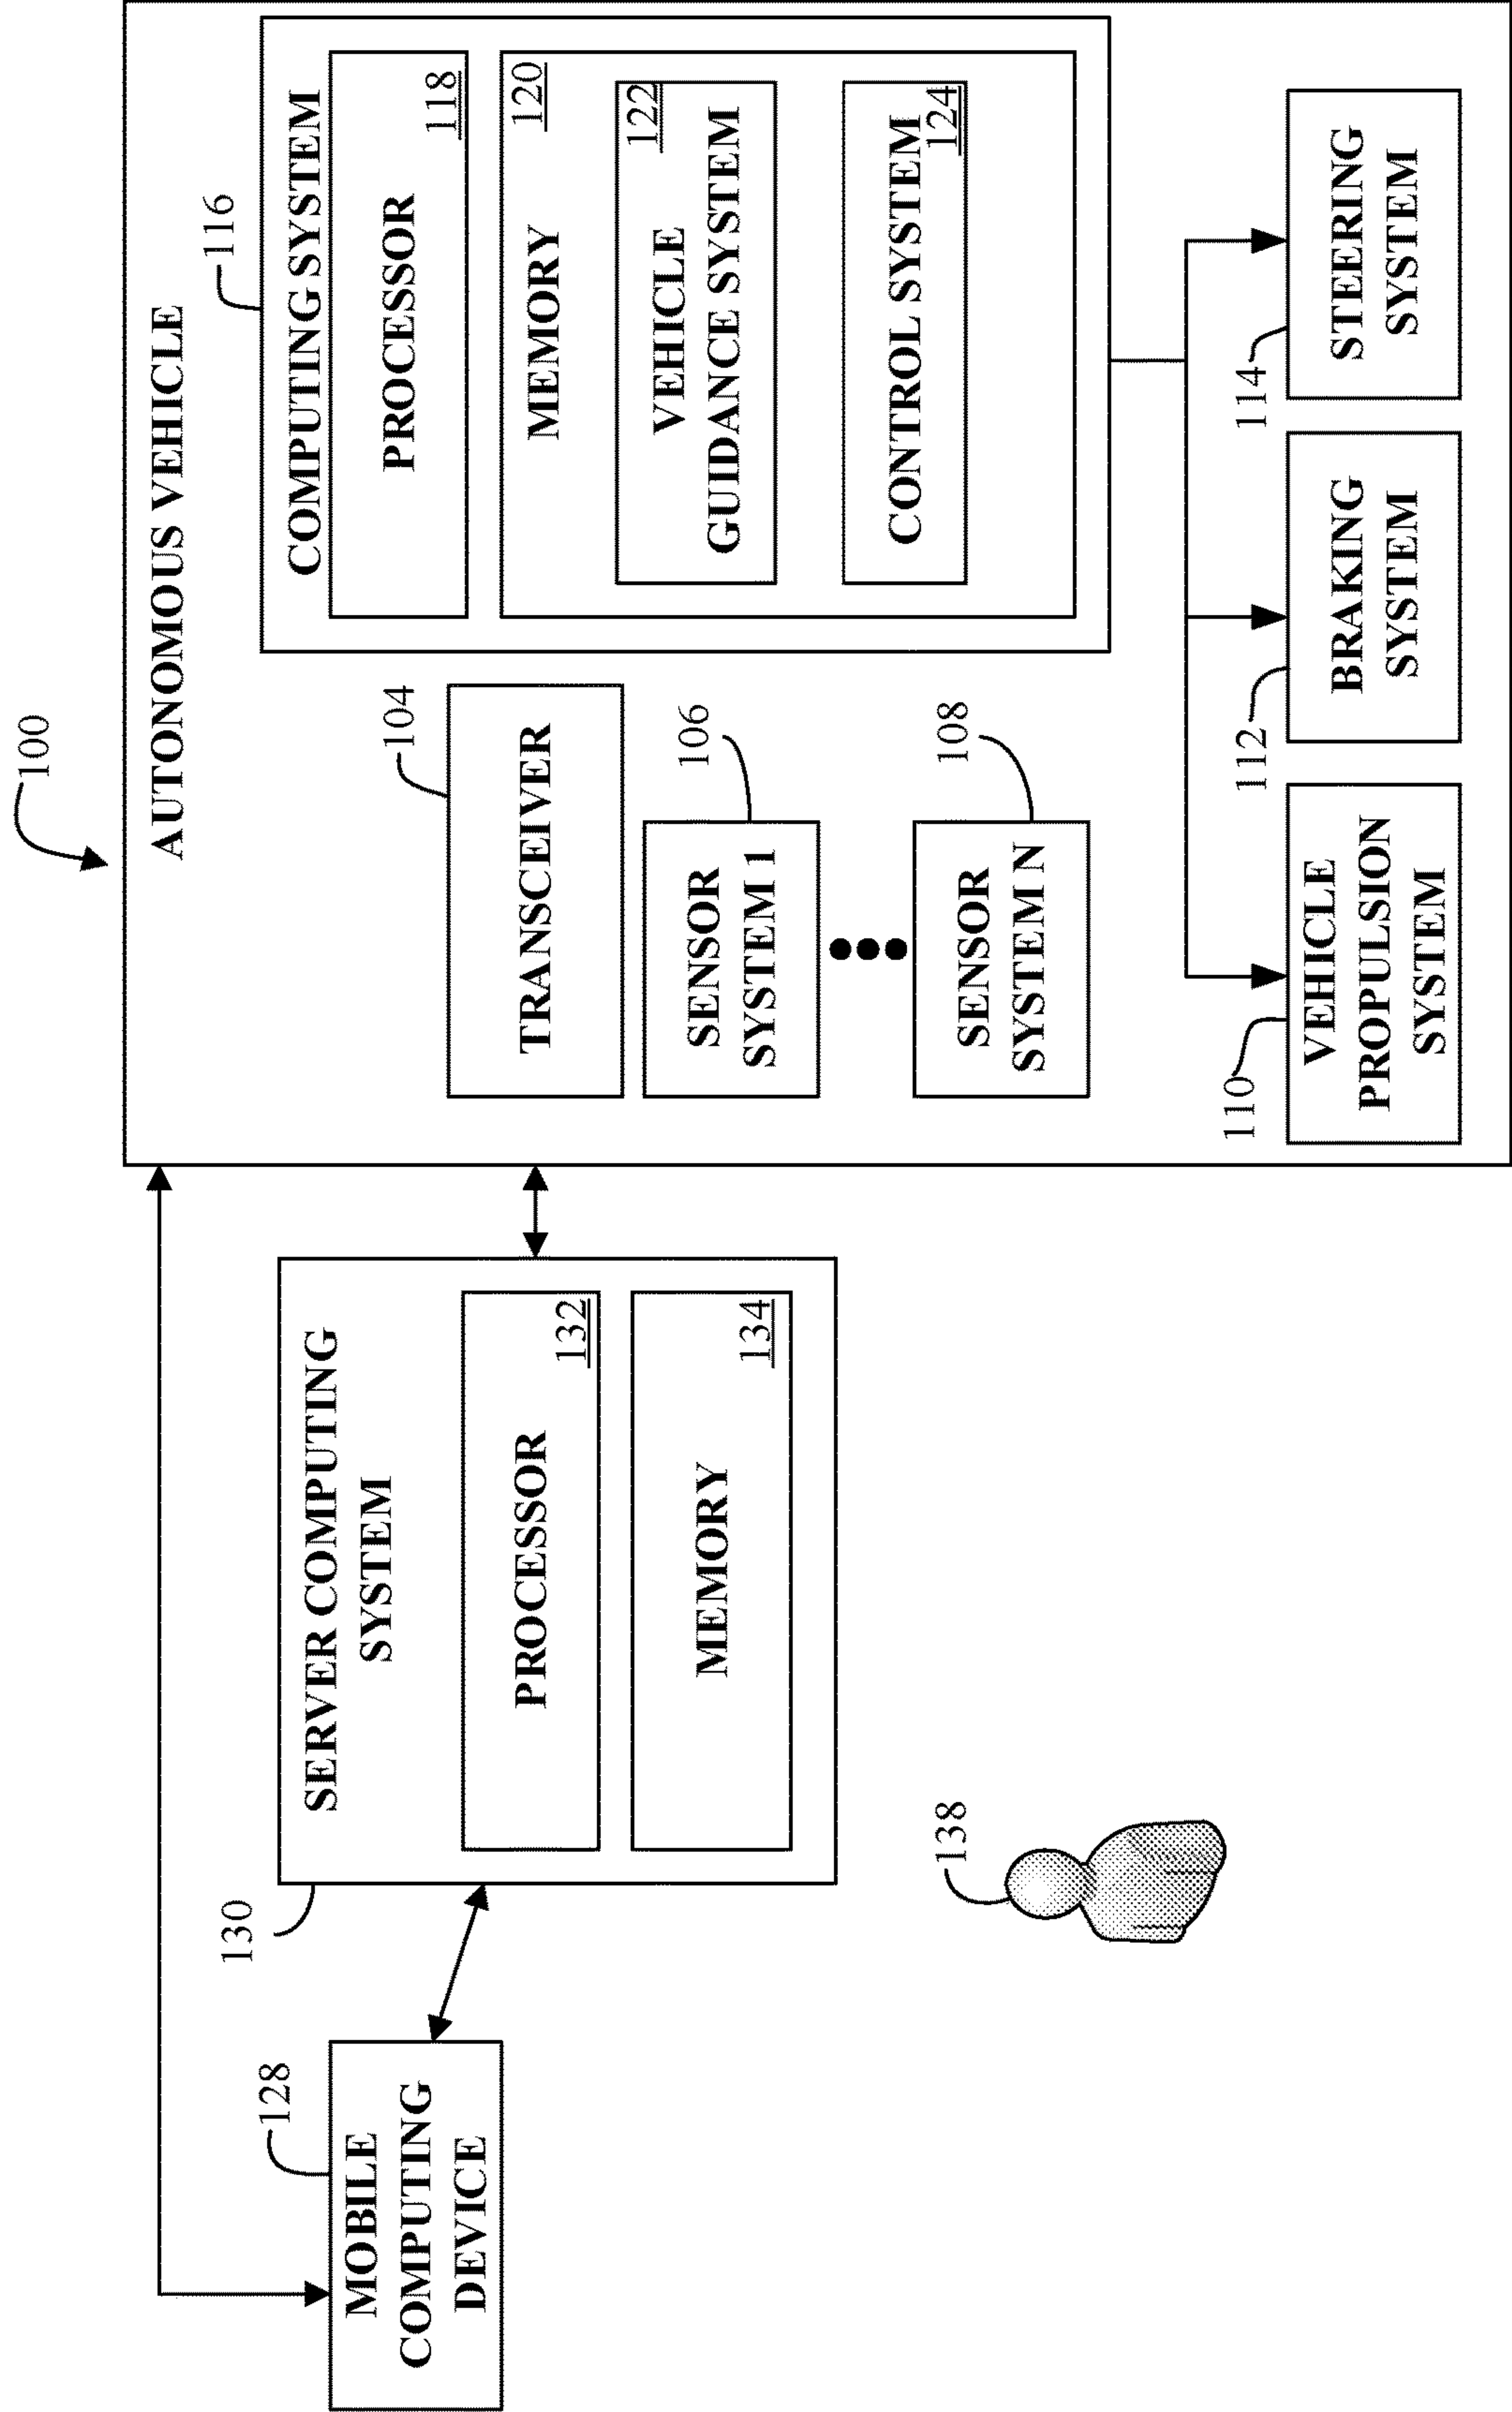 100
AUTONOMOUS VEHICLE
128
MOBILE
COMPUTING
DEVICE
130
SERVER COMPUTING
SYSTEM
PROCESSOR
132
MEMORY
134
138
104
TRANSCEIVER
106
SENSOR
SYSTEM 1
108
SENSOR
SYSTEM N
116
COMPUTING SYSTEM
PROCESSOR
118
MEMORY
120
VEHICLE
GUIDANCE SYSTEM
122
CONTROL SYSTEM
124
110
VEHICLE
PROPULSION
SYSTEM
112
BRAKING
SYSTEM
114
STEERING
SYSTEM